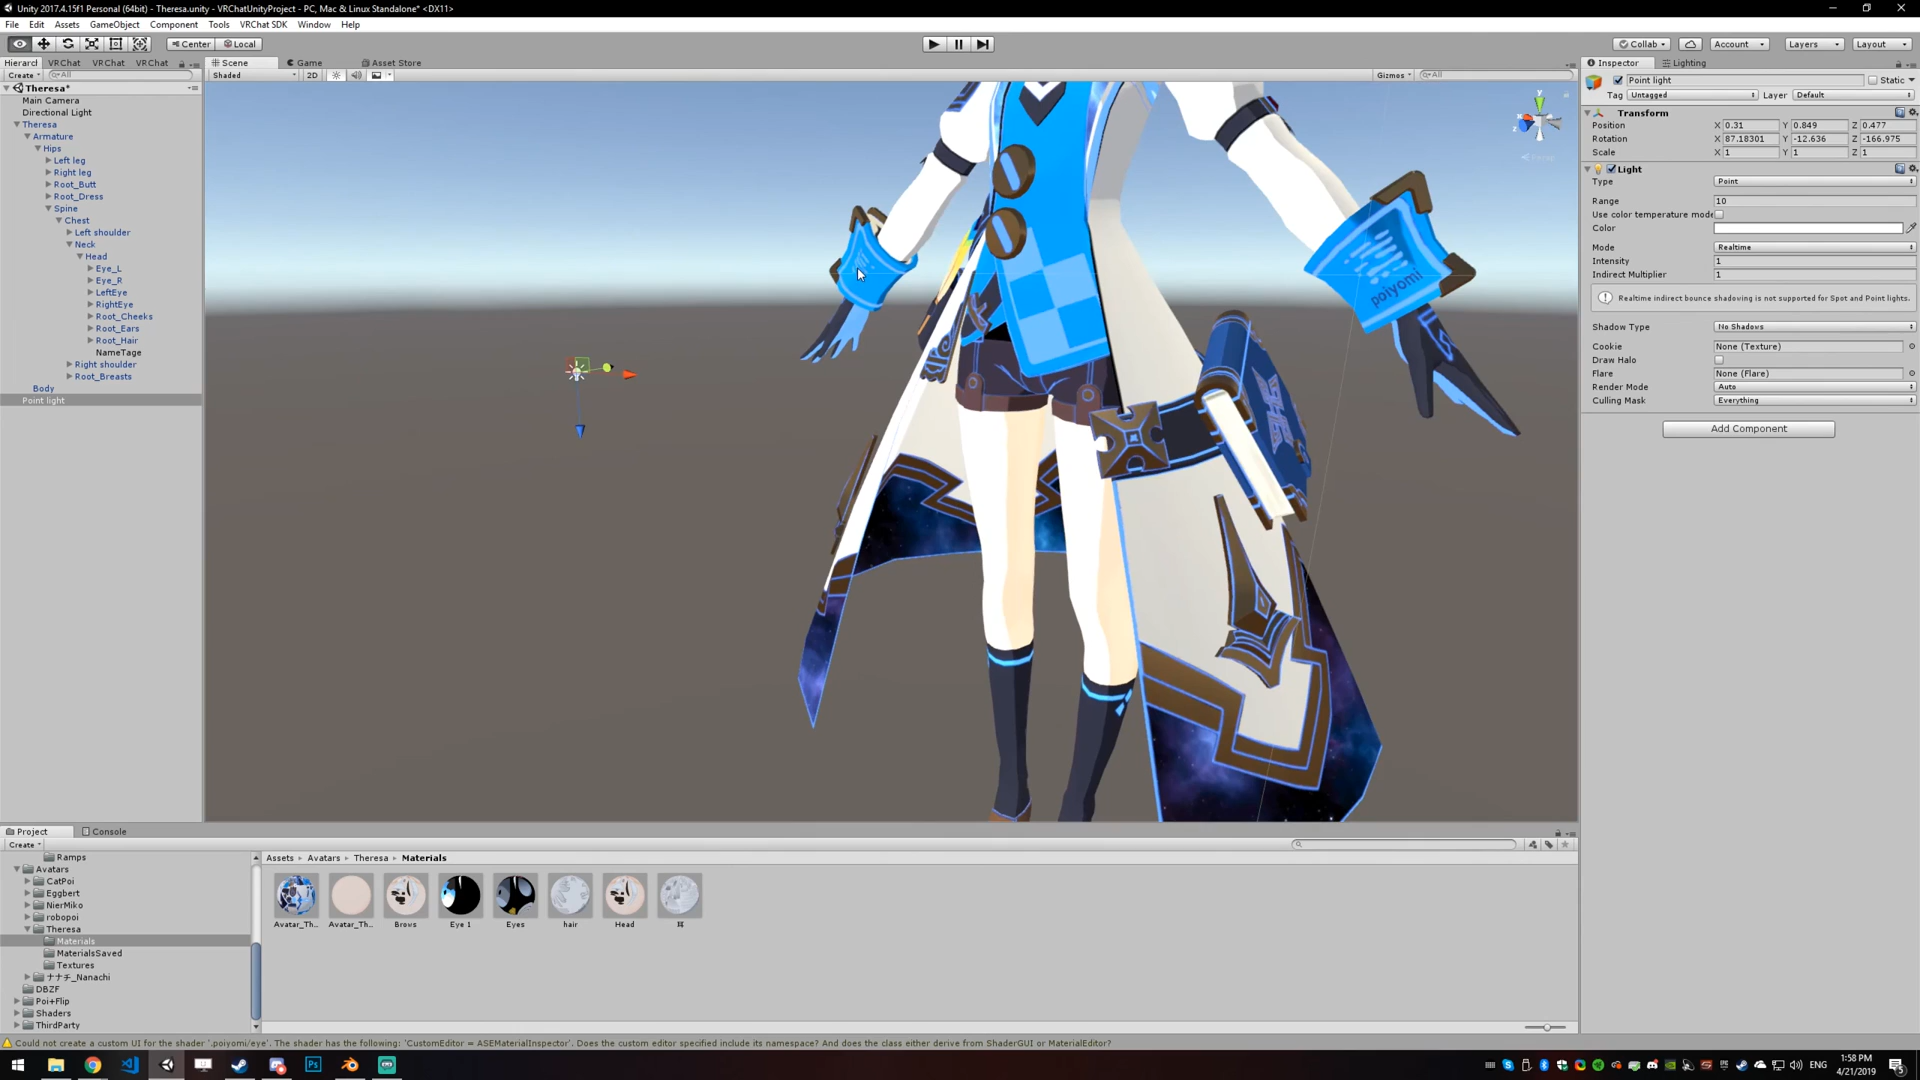 Unity 2017.4.15f1 Personal (64bit) - Theresa.unity - VRChatUnityProject - PC, Mac & Linux Standalone* <DX11>
File Edit Assets GameObject Component Tools VRChat SDK Window Help
Center Local Collab Account Layers Layout
Hierarc VRChat VRChat VRChat Scene Game Asset Store Inspector Lighting
Create All Shaded 2D Gizmos All
Theresa*
Main Camera
Directional Light
Theresa
Armature
Hips
Left leg
Right leg
Root_Butt
Root_Dress
Spine
Chest
Left shoulder
Neck
Head
Eye_L
Eye_R
LeftEye
RightEye
Root_Cheeks
Root_Ears
Root_Hair
NameTage
Right shoulder
Root_Breasts
Body
Point light
poiyomi
Persp
Point light Static
Tag Untagged Layer Default
Transform
Position X 0.31 Y 0.849 Z 0.477
Rotation X 87.18301 Y -12.636 Z -166.975
Scale X 1 Y 1 Z 1
Light
Type Point
Range 10
Use color temperature mode
Color
Mode Realtime
Intensity 1
Indirect Multiplier 1
Realtime indirect bounce shadowing is not supported for Spot and Point lights.
Shadow Type No Shadows
Cookie None (Texture)
Draw Halo
Flare None (Flare)
Render Mode Auto
Culling Mask Everything
Add Component
Project Console
Create
Ramps
Avatars
CatPoi
Eggbert
NierMiko
robopoi
Theresa
Materials
MaterialsSaved
Textures
ナナチ_Nanachi
DBZF
Poi+Flip
Shaders
ThirdParty
Assets Avatars Theresa Materials
Avatar_Th... Avatar_Th... Brows Eye 1 Eyes hair Head 耳
Could not create a custom UI for the shader '.poiyomi/eye'. The shader has the following: 'CustomEditor = ASEMaterialInspector'. Does the custom editor specified include its namespace? And does the class either derive from ShaderGUI or MaterialEditor?
ENG
1:58 PM
4/21/2019